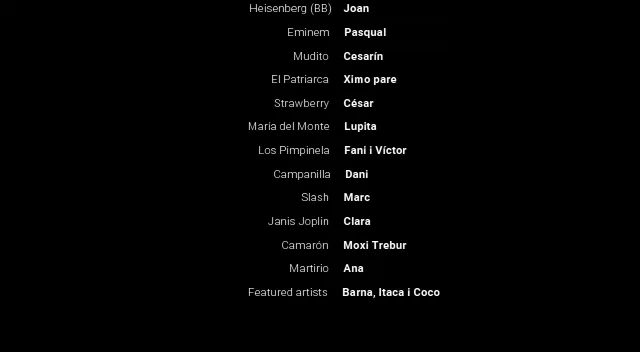 Heisenberg (BB) Joan
Eminem Pasqual
Mudito Cesarín
El Patriarca Ximo pare
Strawberry César
María del Monte Lupita
Los Pimpinela Fani i Víctor
Campanilla Dani
Slash Marc
Janis Joplin Clara
Camarón Moxi Trebur
Martirio Ana
Featured artists Barna, Itaca i Coco